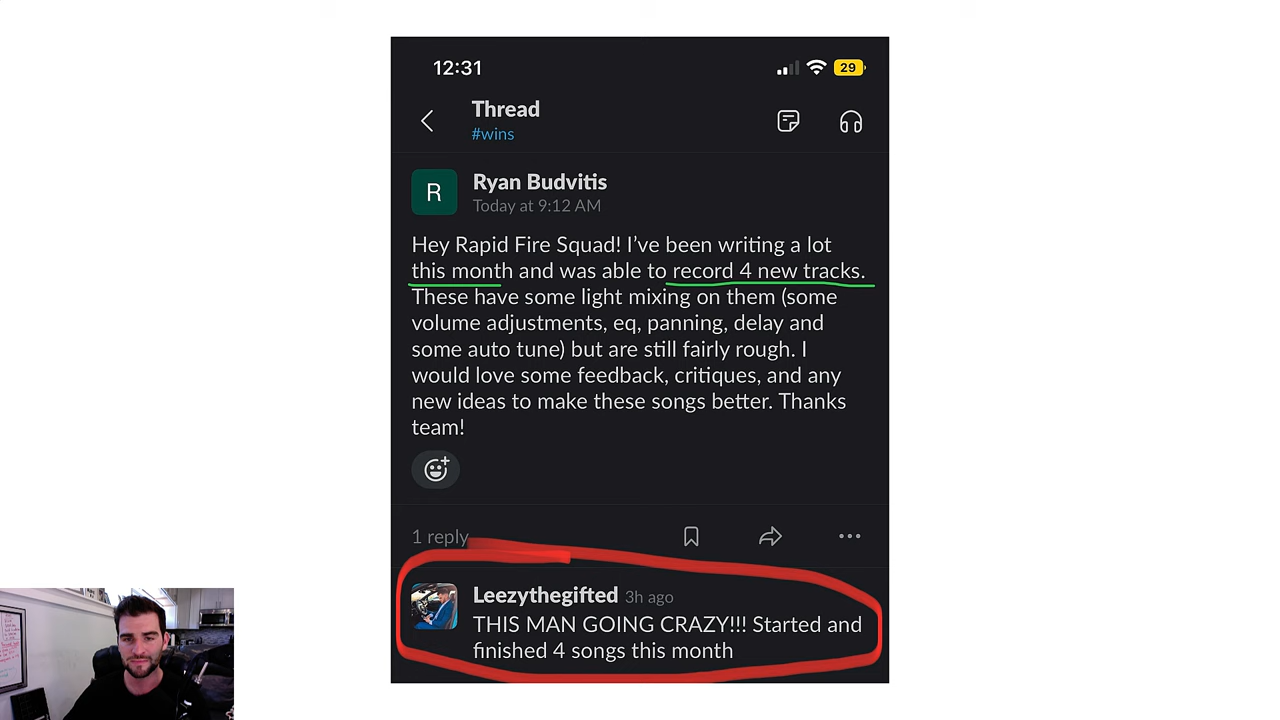 12:31
29
Thread
#wins
R
Ryan Budvitis
Today at 9:12 AM
Hey Rapid Fire Squad! I've been writing a lot
this month and was able to record 4 new tracks.
These have some light mixing on them (some
volume adjustments, eq, panning, delay and
some auto tune) but are still fairly rough. I
would love some feedback, critiques, and any
new ideas to make these songs better. Thanks
team!
1 reply
Leezythegifted 3h ago
THIS MAN GOING CRAZY!!! Started and
finished 4 songs this month